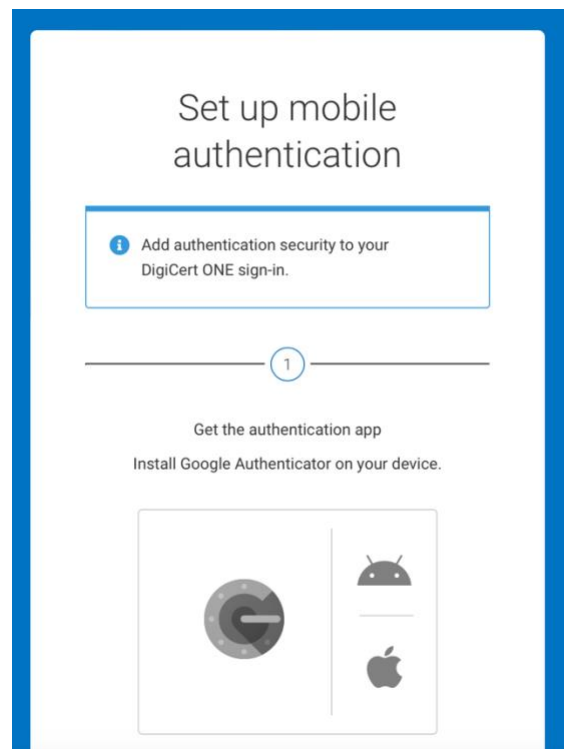 Set up mobile
authentication
Add authentication security to your
DigiCert ONE sign-in.
1
Get the authentication app
Install Google Authenticator on your device.